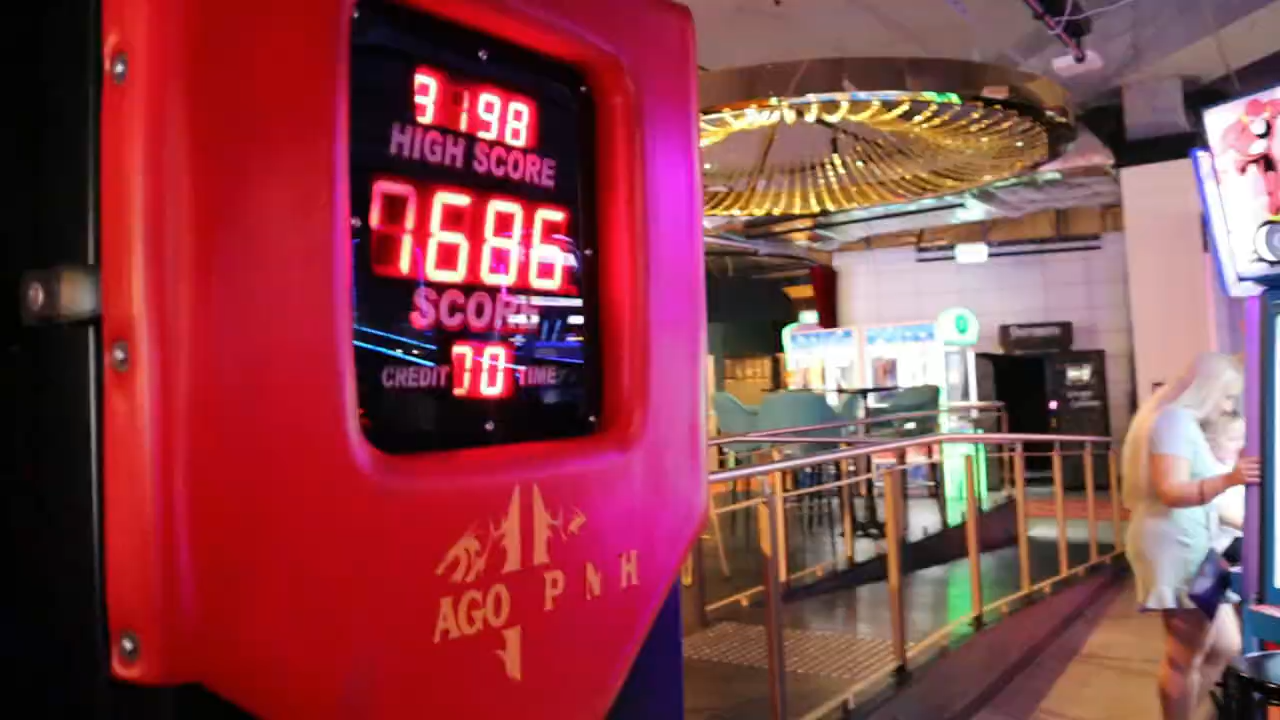 3198
HIGH SCORE
7686
SCORE
CREDIT 70 TIME
AGO P N H